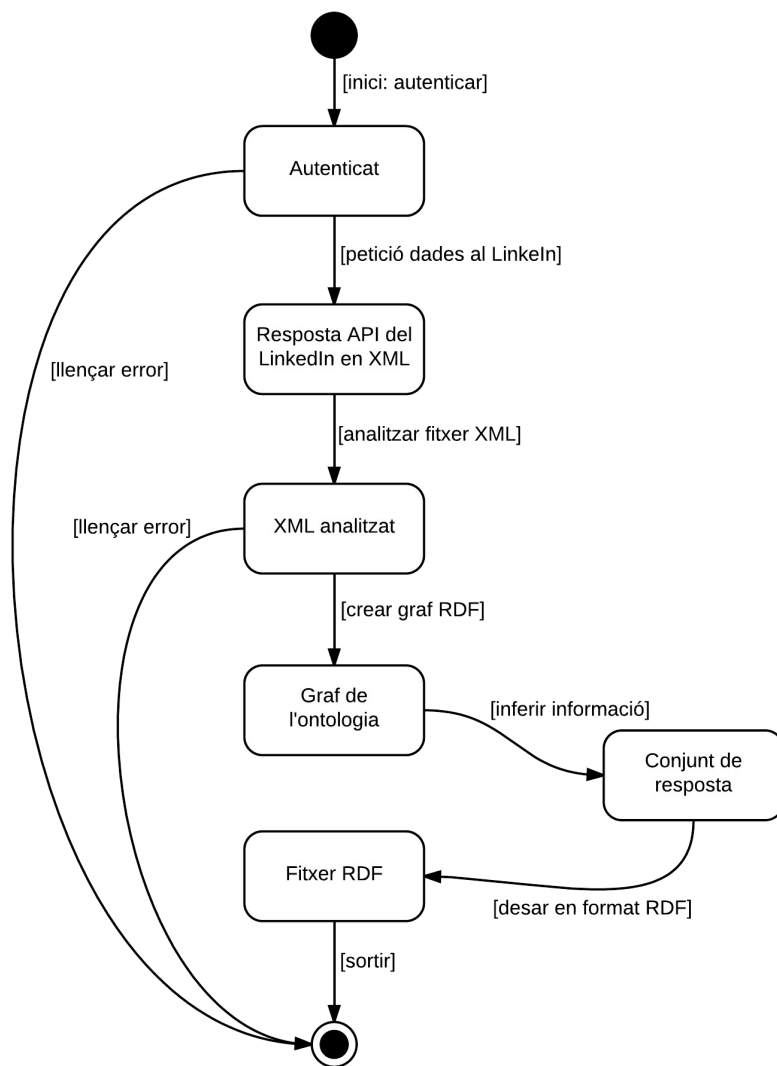 [inici: autenticar]
Autenticat
[petició dades al LinkeIn]
Resposta API del
LinkedIn en XML
[llençar error]
[analitzar fitxer XML]
XML analitzat
[llençar error]
[crear graf RDF]
Graf de
l'ontologia
[inferir informació]
Conjunt de
resposta
Fitxer RDF
[desar en format RDF]
[sortir]